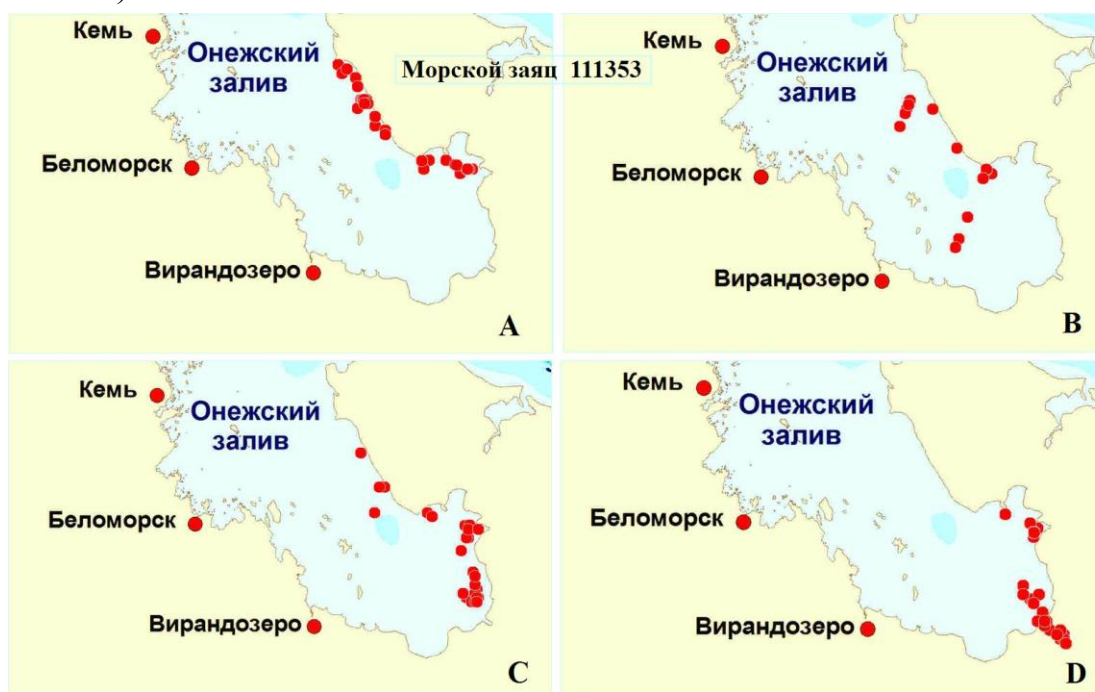 )
Кемь
Онежский
залив
Морской заяц 111353
Беломорск
Вирандозеро
A
Кемь
Онежский
залив
Беломорск
Вирандозеро
B
Кемь
Онежский
залив
Беломорск
Вирандозеро
C
Кемь
Онежский
залив
Беломорск
Вирандозеро
D